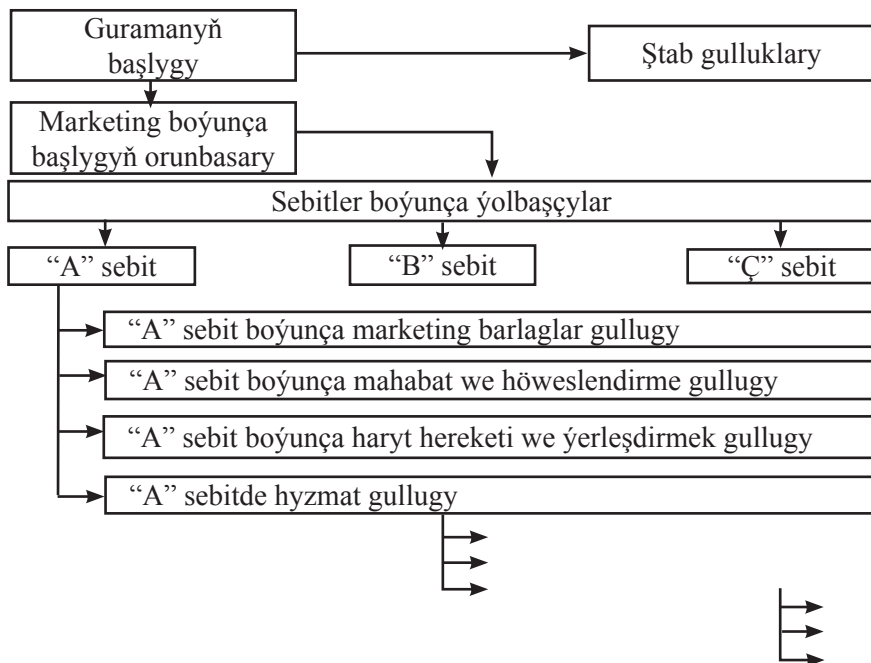 Guramanyň
başlygy
Ştab gulluklary
Marketing boýunça
başlygyň orunbasary
Sebitler boýunça ýolbaşçylar
“A” sebit
“B” sebit
“Ç” sebit
“A” sebit boýunça marketing barlaglar gullugy
“A” sebit boýunça mahabat we höweslendirme gullugy
“A” sebit boýunça haryt hereketi we ýerleşdirmek gullugy
“A” sebitde hyzmat gullugy